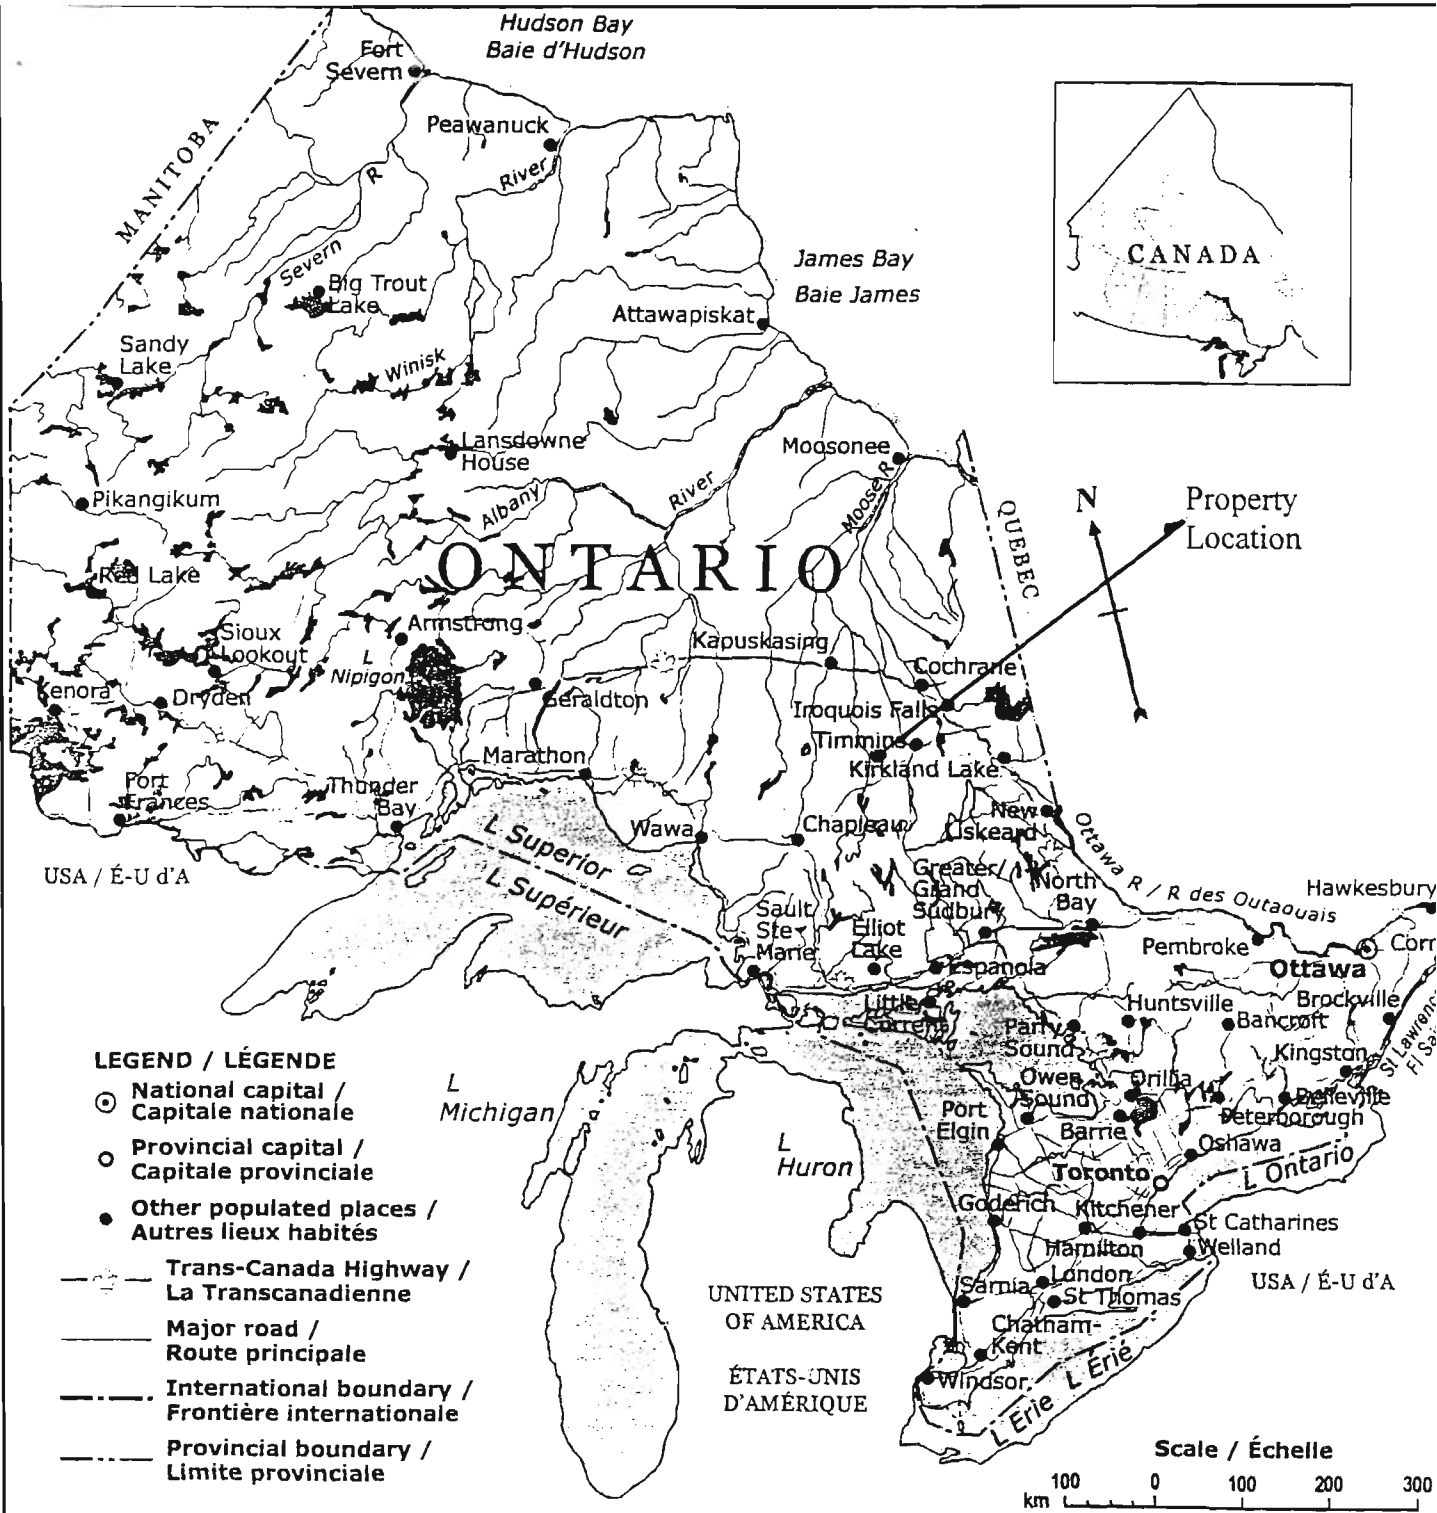 Hudson Bay
Baie d'Hudson
Fort
Severn
Peawanuck
River
R
MANITOBA
Severn
Big Trout
Lake
James Bay
Baie James
Attawapiskat
CANADA
Sandy
Lake
Winisk
Lansdowne
House
Moosonee
Pikangikum
Albany
River
Moose R
QUEBEC
N
Property
Location
ONTARIO
Red Lake
Sioux
Lookout
Armstrong
L
Nipigon
Kapuskasing
Cochrane
Kenora
Dryden
Geraldton
Iroquois Falls
Timmins
Kirkland Lake
Marathon
Fort
Frances
Thunder
Bay
Wawa
Chapleau
New
Liskeard
USA / É-U d'A
L Superior
L Supérieur
Greater/
Grand
Sudbury
North
Bay
Ottawa R / R des Outaouais
Hawkesbury
Sault
Ste
Marie
Elliot
Lake
Espanola
Pembroke
Ottawa
Corn
Little
Current
Parry
Sound
Huntsville
Bancroft
Brockville
Kingston
St Lawrenc
Fl Sai
Owen
Sound
Orillia
Belleville
Peterborough
Port
Elgin
Barrie
Oshawa
L
Michigan
L
Huron
Toronto
L Ontario
Goderich
Kitchener
St Catharines
Hamilton
Welland
London
Sarnia
St Thomas
USA / É-U d'A
UNITED STATES
OF AMERICA
ÉTATS-UNIS
D'AMÉRIQUE
Chatham-
Kent
Windsor
L Erie L Érié
LEGEND / LÉGENDE
National capital /
Capitale nationale
Provincial capital /
Capitale provinciale
Other populated places /
Autres lieux habités
Trans-Canada Highway /
La Transcanadienne
Major road /
Route principale
International boundary /
Frontière internationale
Provincial boundary /
Limite provinciale
Scale / Échelle
100 0 100 200 300
km